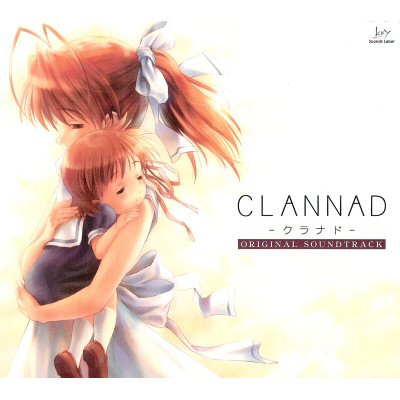 Key
Sounds Label
CLANNAD
-クラナド-
ORIGINAL SOUNDTRACK